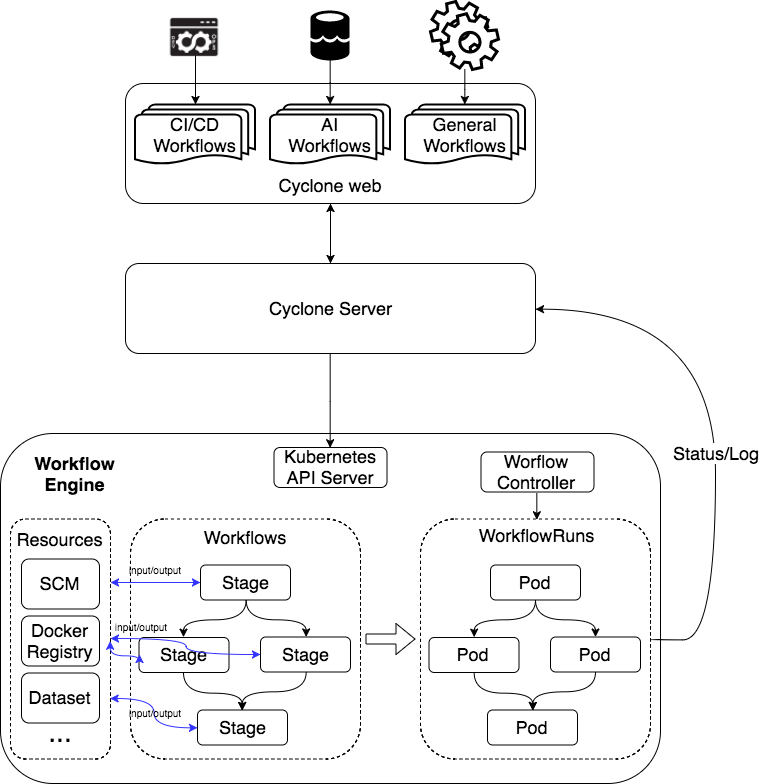 CI/CD
Workflows
AI
Workflows
General
Workflows
Cyclone web
Cyclone Server
Status/Log
Workflow
Engine
Kubernetes
API Server
Worflow
Controller
Resources
SCM
Docker
Registry
Dataset
...
Workflows
input/output
Stage
input/output
Stage
Stage
input/output
Stage
WorkflowRuns
Pod
Pod
Pod
Pod